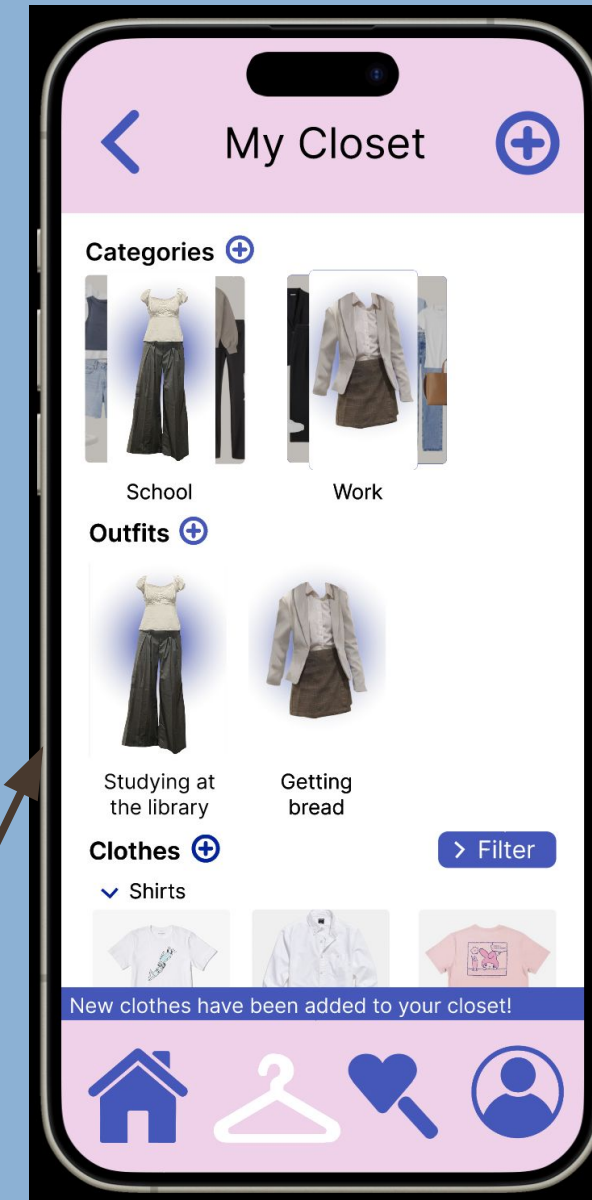 My Closet
Categories
School
Work
Outfits
Studying at
the library
Getting
bread
Clothes
> Filter
Shirts
New clothes have been added to your closet!